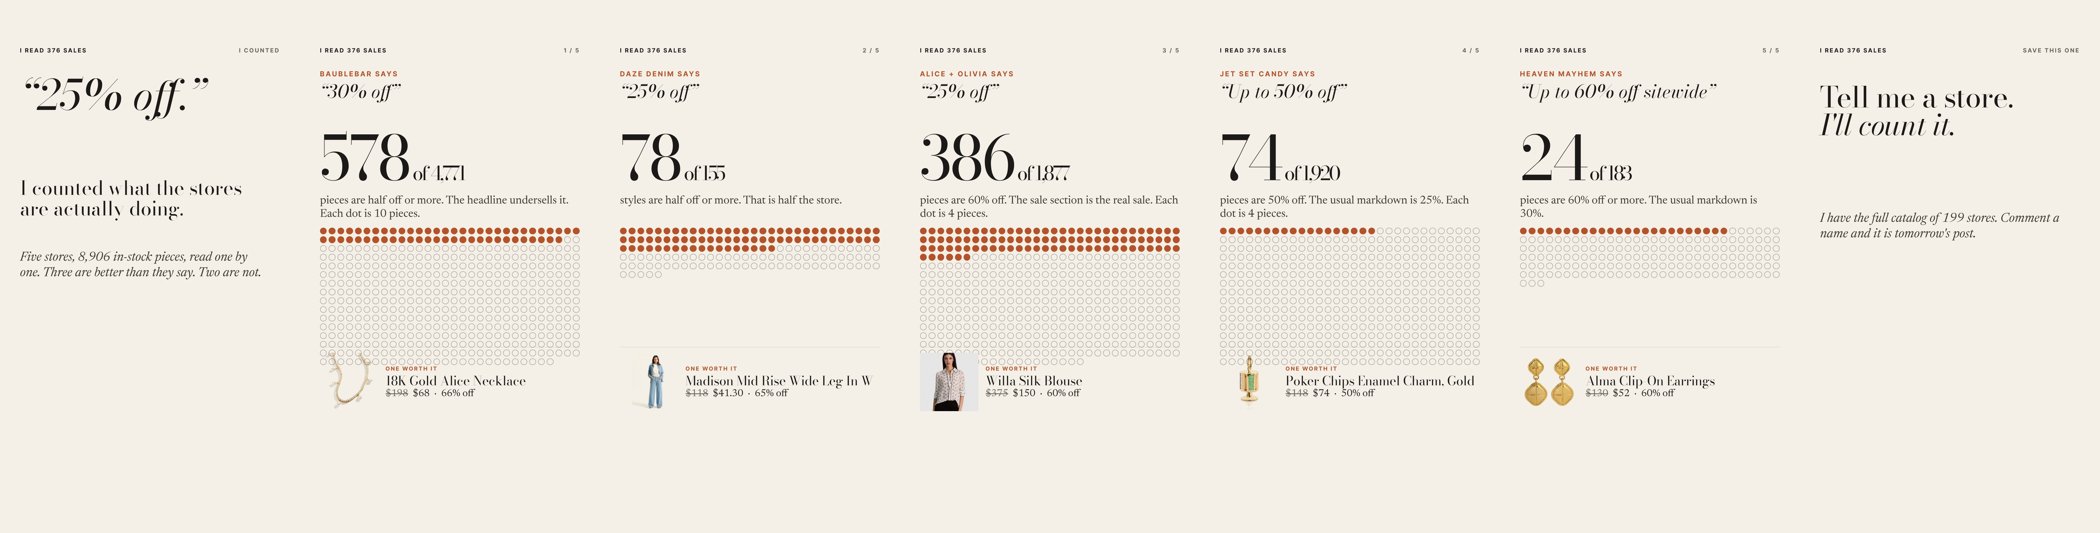 I READ 376 SALES
I COUNTED
“25% off.”
I counted what the stores
are actually doing.
Five stores, 8,906 in-stock pieces, read one by
one. Three are better than they say. Two are not.
I READ 376 SALES
1 / 5
BAUBLEBAR SAYS
“30% off”
578 of 4,771
pieces are half off or more. The headline undersells it.
Each dot is 10 pieces.
ONE WORTH IT
18K Gold Alice Necklace
$198 $68 · 66% off
I READ 376 SALES
2 / 5
DAZE DENIM SAYS
“25% off”
78 of 155
styles are half off or more. That is half the store.
ONE WORTH IT
Madison Mid Rise Wide Leg In W
$118 $41.30 · 65% off
I READ 376 SALES
3 / 5
ALICE + OLIVIA SAYS
“25% off”
386 of 1,877
pieces are 60% off. The sale section is the real sale. Each
dot is 4 pieces.
ONE WORTH IT
Willa Silk Blouse
$375 $150 · 60% off
I READ 376 SALES
4 / 5
JET SET CANDY SAYS
“Up to 50% off”
74 of 1,920
pieces are 50% off. The usual markdown is 25%. Each
dot is 4 pieces.
ONE WORTH IT
Poker Chips Enamel Charm, Gold
$148 $74 · 50% off
I READ 376 SALES
5 / 5
HEAVEN MAYHEM SAYS
“Up to 60% off sitewide”
24 of 183
pieces are 60% off or more. The usual markdown is
30%.
ONE WORTH IT
Alma Clip On Earrings
$130 $52 · 60% off
I READ 376 SALES
SAVE THIS ONE
Tell me a store.
I'll count it.
I have the full catalog of 199 stores. Comment a
name and it is tomorrow's post.